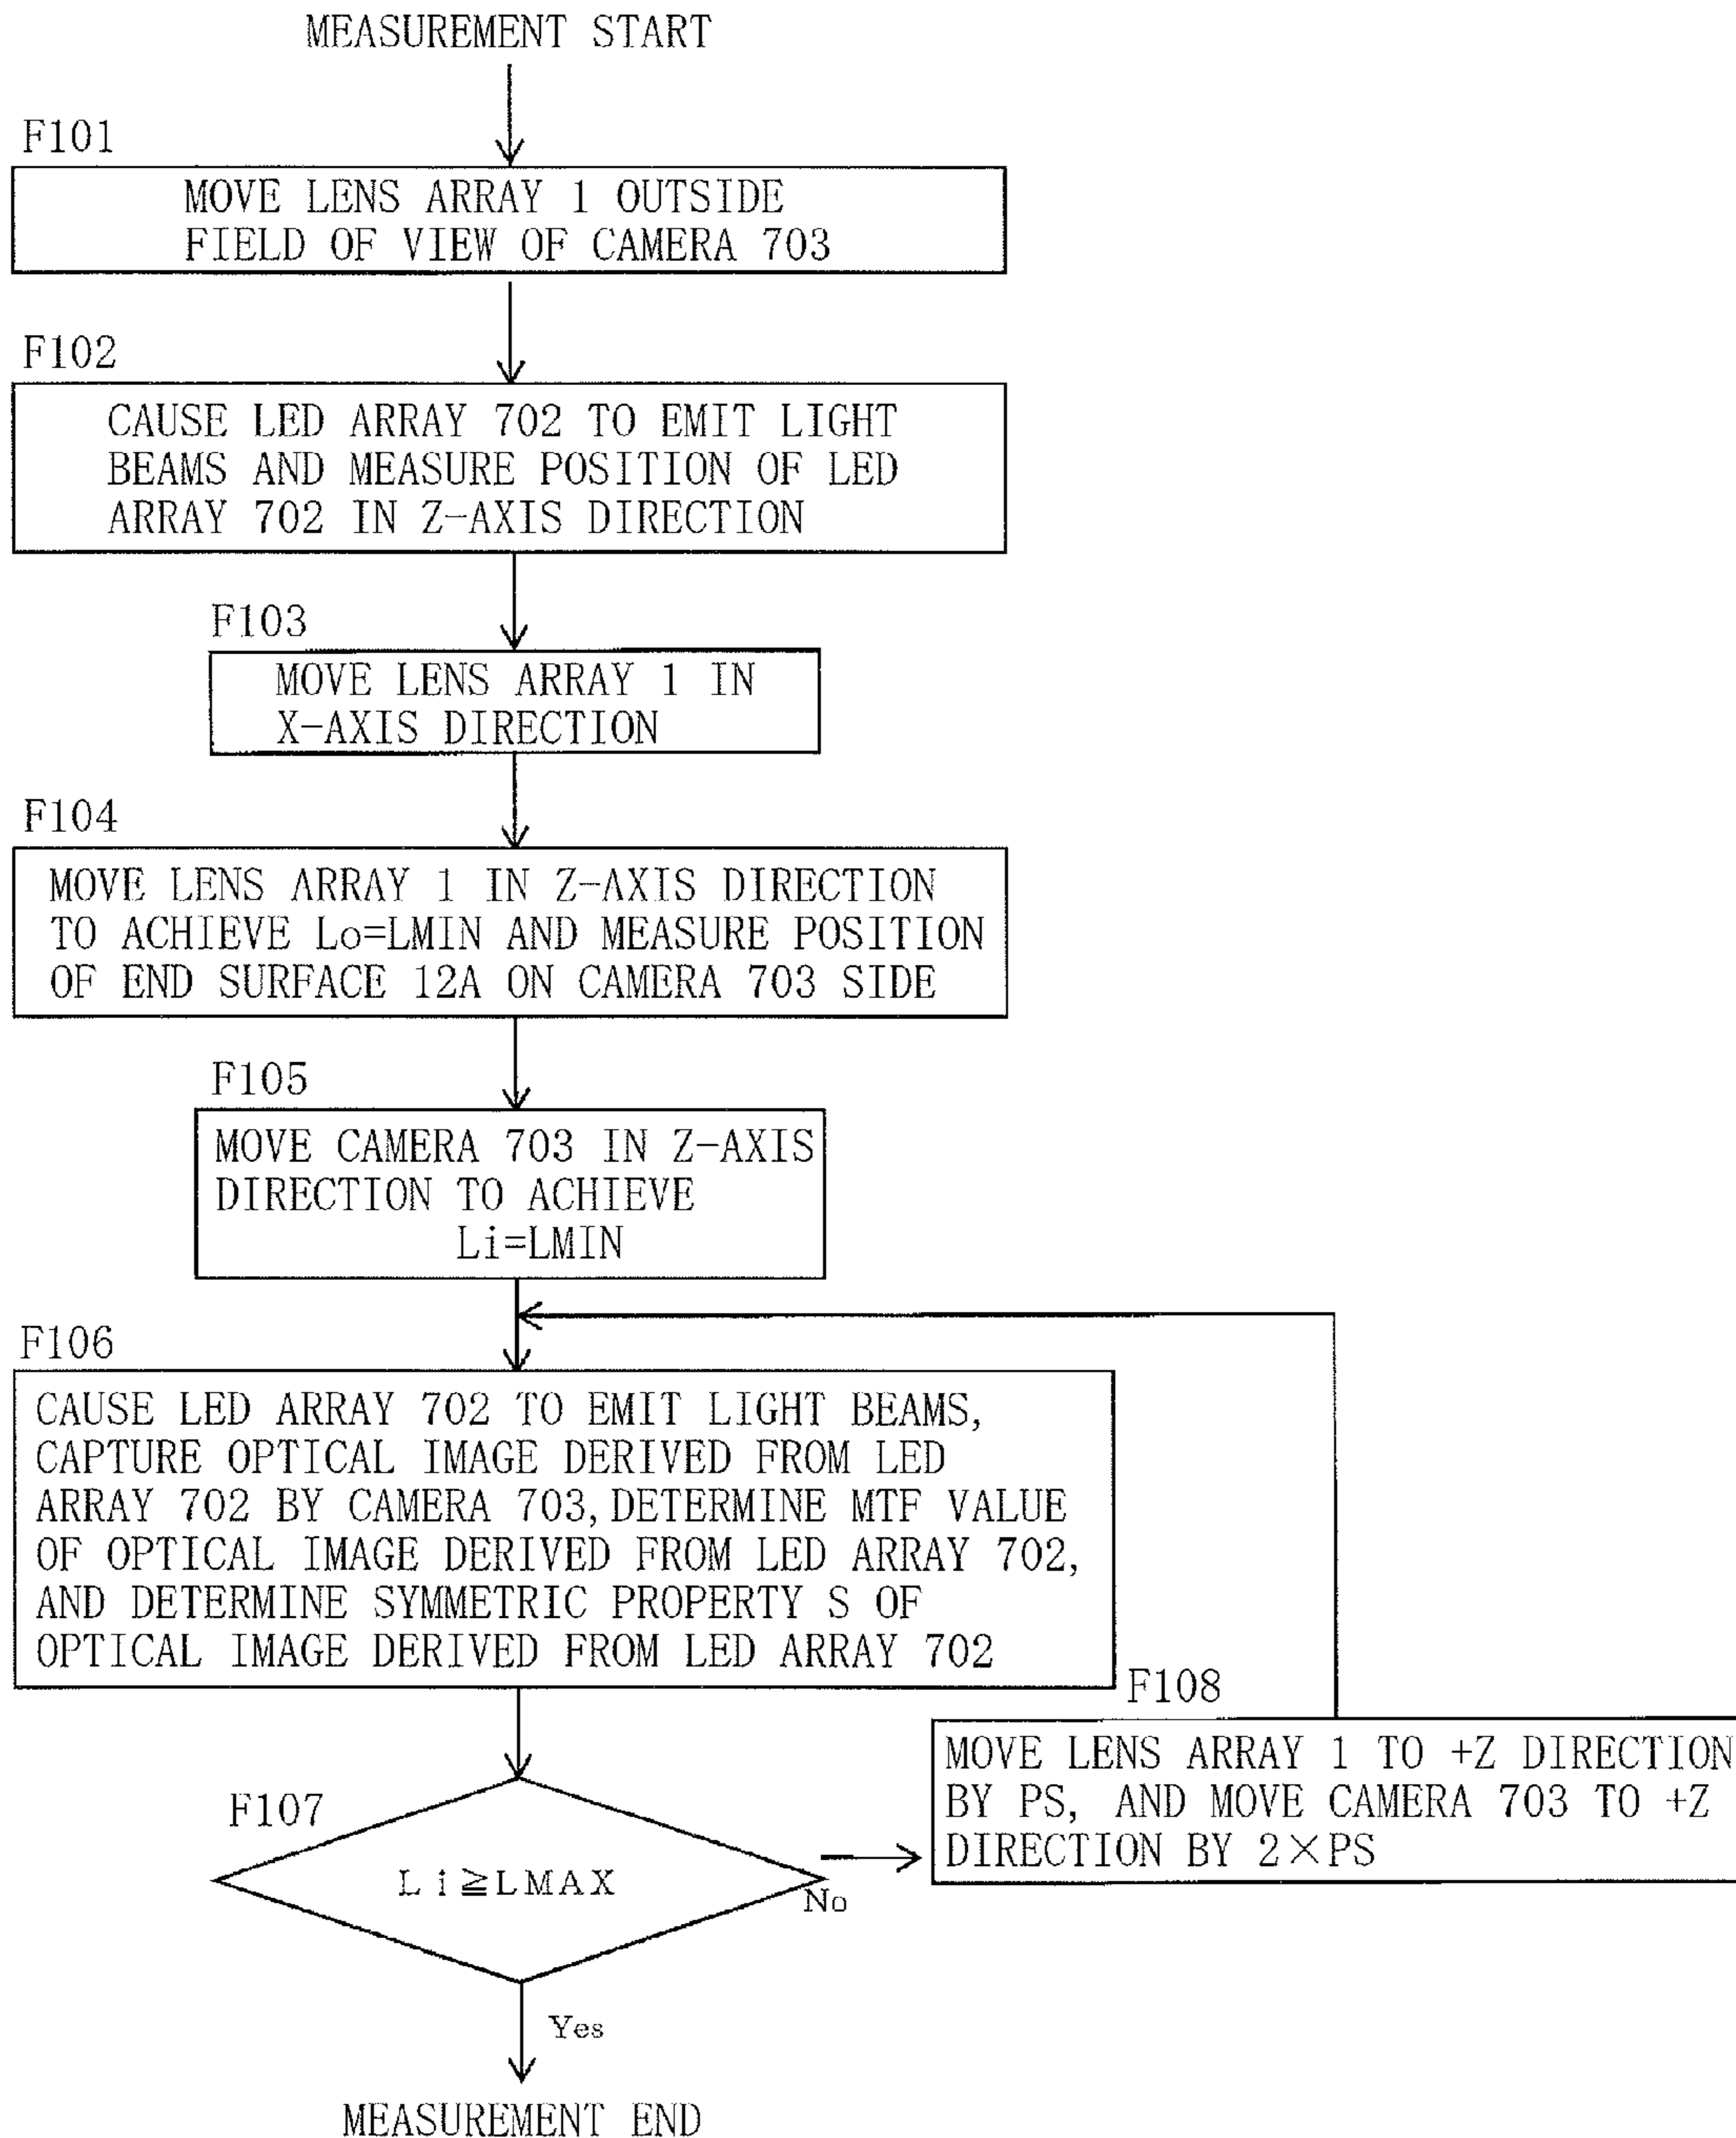 MEASUREMENT START
F101
MOVE LENS ARRAY 1 OUTSIDE
FIELD OF VIEW OF CAMERA 703
F102
CAUSE LED ARRAY 702 TO EMIT LIGHT
BEAMS AND MEASURE POSITION OF LED
ARRAY 702 IN Z-AXIS DIRECTION
F103
MOVE LENS ARRAY 1 IN
X-AXIS DIRECTION
F104
MOVE LENS ARRAY 1 IN Z-AXIS DIRECTION
TO ACHIEVE Lo=LMIN AND MEASURE POSITION
OF END SURFACE 12A ON CAMERA 703 SIDE
F105
MOVE CAMERA 703 IN Z-AXIS
DIRECTION TO ACHIEVE
Li=LMIN
F106
CAUSE LED ARRAY 702 TO EMIT LIGHT BEAMS,
CAPTURE OPTICAL IMAGE DERIVED FROM LED
ARRAY 702 BY CAMERA 703, DETERMINE MTF VALUE
OF OPTICAL IMAGE DERIVED FROM LED ARRAY 702,
AND DETERMINE SYMMETRIC PROPERTY S OF
OPTICAL IMAGE DERIVED FROM LED ARRAY 702
F107
Li≧LMAX
No
F108
MOVE LENS ARRAY 1 TO +Z DIRECTION
BY PS, AND MOVE CAMERA 703 TO +Z
DIRECTION BY 2×PS
Yes
MEASUREMENT END